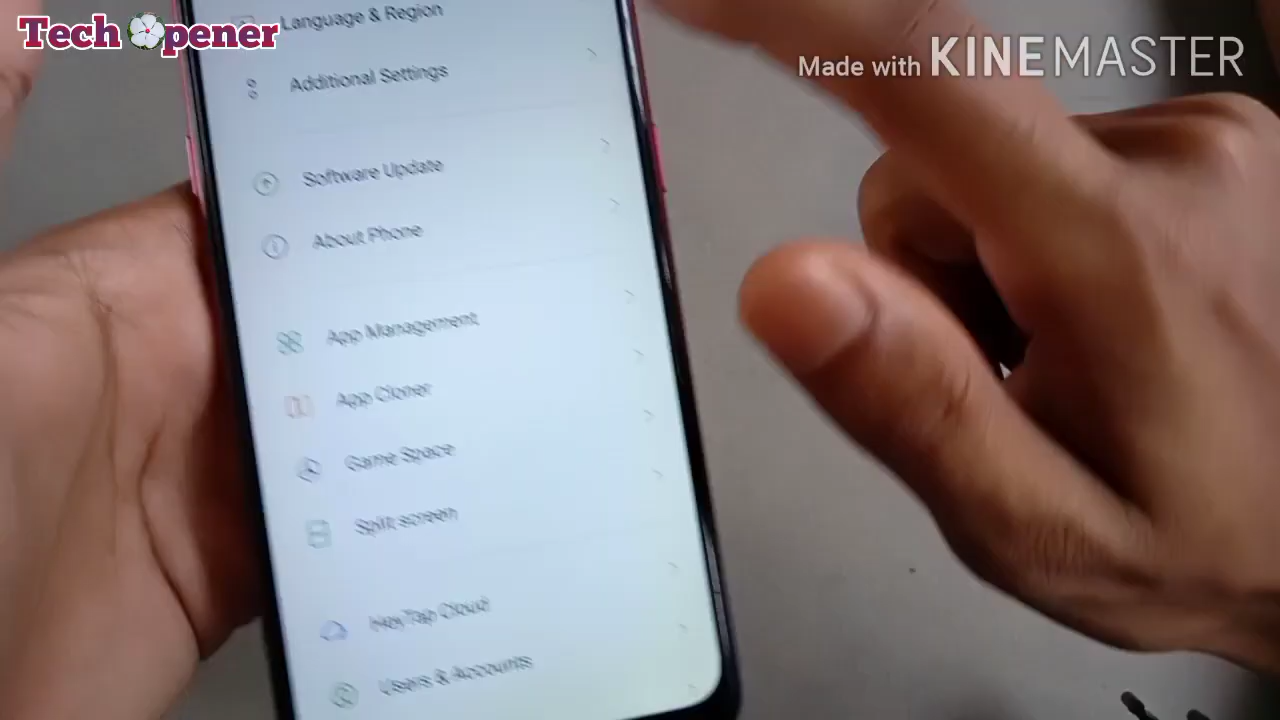 Tech Opener
Made with KINEMASTER
Language & Region
Additional Settings
Software Update
About Phone
App Management
App Cloner
Game Space
Split screen
HeyTap Cloud
Users & Accounts